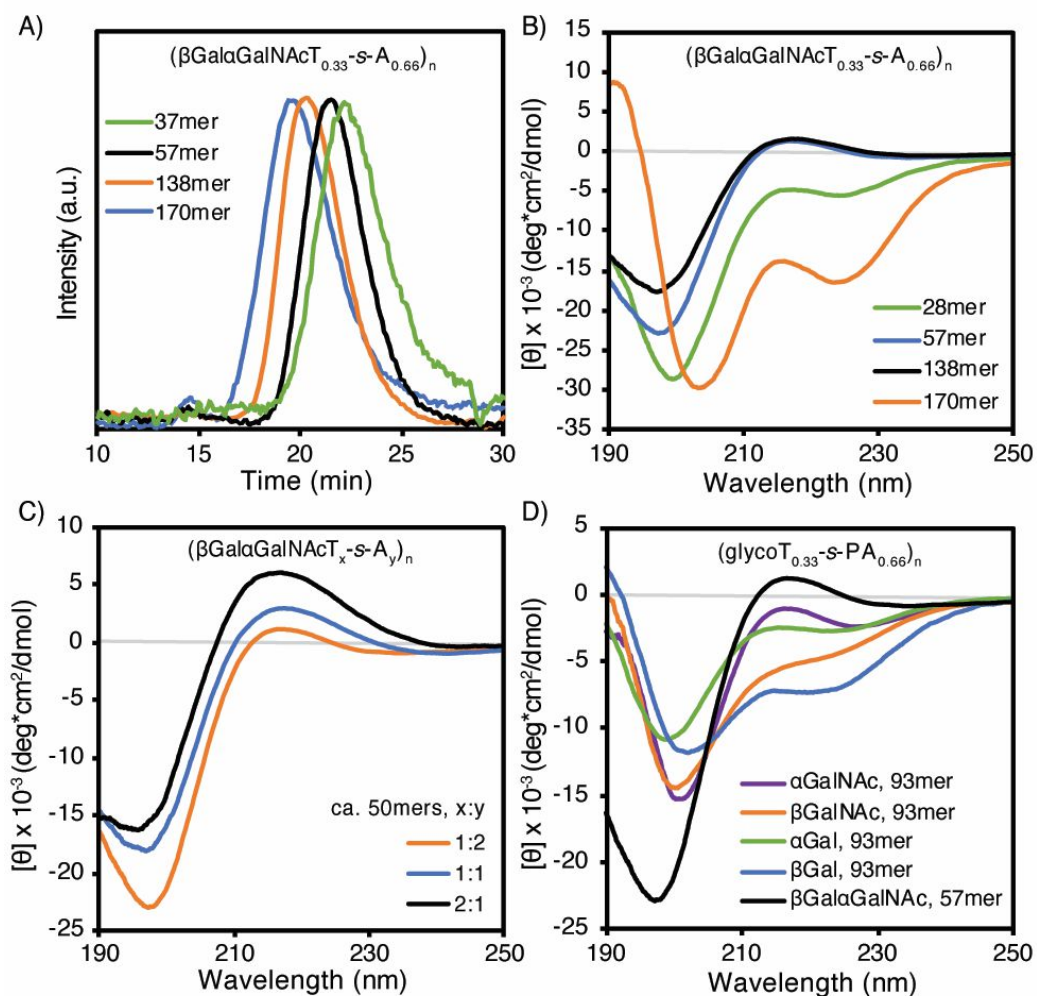 A)
(βGalαGalNAcT0.33-s-A0.66)n
37mer
57mer
138mer
170mer
Intensity (a.u.)
10 15 20 25 30
Time (min)
B)
(βGalαGalNAcT0.33-s-A0.66)n
15
10
5
0
-5
-10
-15
-20
-25
-30
-35
[θ] x 10-3 (deg*cm2/dmol)
28mer
57mer
138mer
170mer
190 210 230 250
Wavelength (nm)
C)
(βGalαGalNAcTx-s-Ay)n
10
5
0
-5
-10
-15
-20
-25
[θ] x 10-3 (deg*cm2/dmol)
ca. 50mers, x:y
1:2
1:1
2:1
190 210 230 250
Wavelength (nm)
D)
(glycoT0.33-s-PA0.66)n
5
0
-5
-10
-15
-20
-25
[θ] x 10-3 (deg*cm2/dmol)
αGalNAc, 93mer
βGalNAc, 93mer
αGal, 93mer
βGal, 93mer
βGalαGalNAc, 57mer
190 210 230 250
Wavelength (nm)